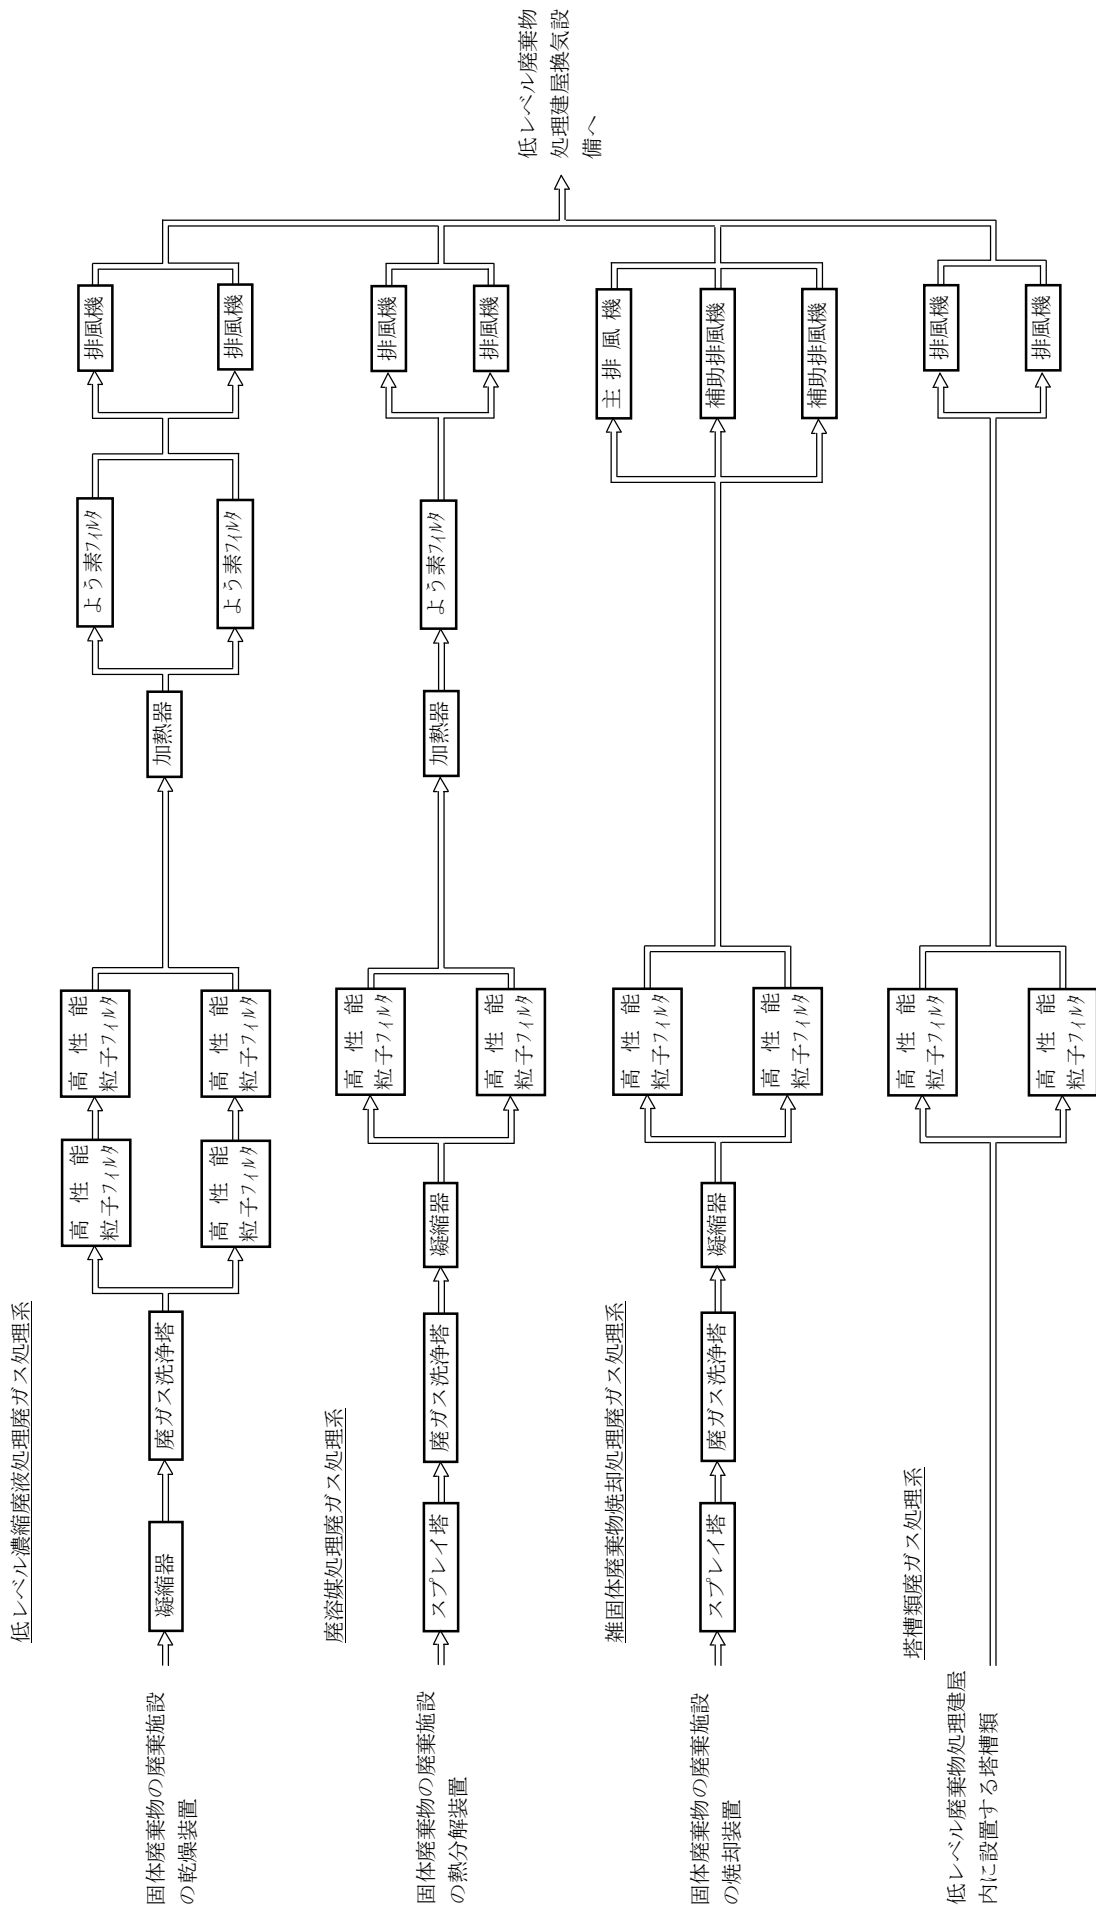 低レベル濃縮廃液処理廃ガス処理系
固体廃棄物の廃棄施設
の乾燥装置
凝縮器
廃ガス洗浄塔
高性能
粒子フィルタ
高性能
粒子フィルタ
高性能
粒子フィルタ
高性能
粒子フィルタ
加熱器
よう素フィルタ
よう素フィルタ
排風機
排風機
廃溶媒処理廃ガス処理系
固体廃棄物の廃棄施設
の熱分解装置
スプレイ塔
廃ガス洗浄塔
凝縮器
高性能
粒子フィルタ
高性能
粒子フィルタ
加熱器
よう素フィルタ
排風機
排風機
雑固体廃棄物焼却処理廃ガス処理系
固体廃棄物の廃棄施設
の焼却装置
スプレイ塔
廃ガス洗浄塔
凝縮器
高性能
粒子フィルタ
高性能
粒子フィルタ
主排風機
補助排風機
補助排風機
塔槽類廃ガス処理系
低レベル廃棄物処理建屋
内に設置する塔槽類
高性能
粒子フィルタ
高性能
粒子フィルタ
排風機
排風機
低レベル廃棄物
処理建屋換気設
備へ